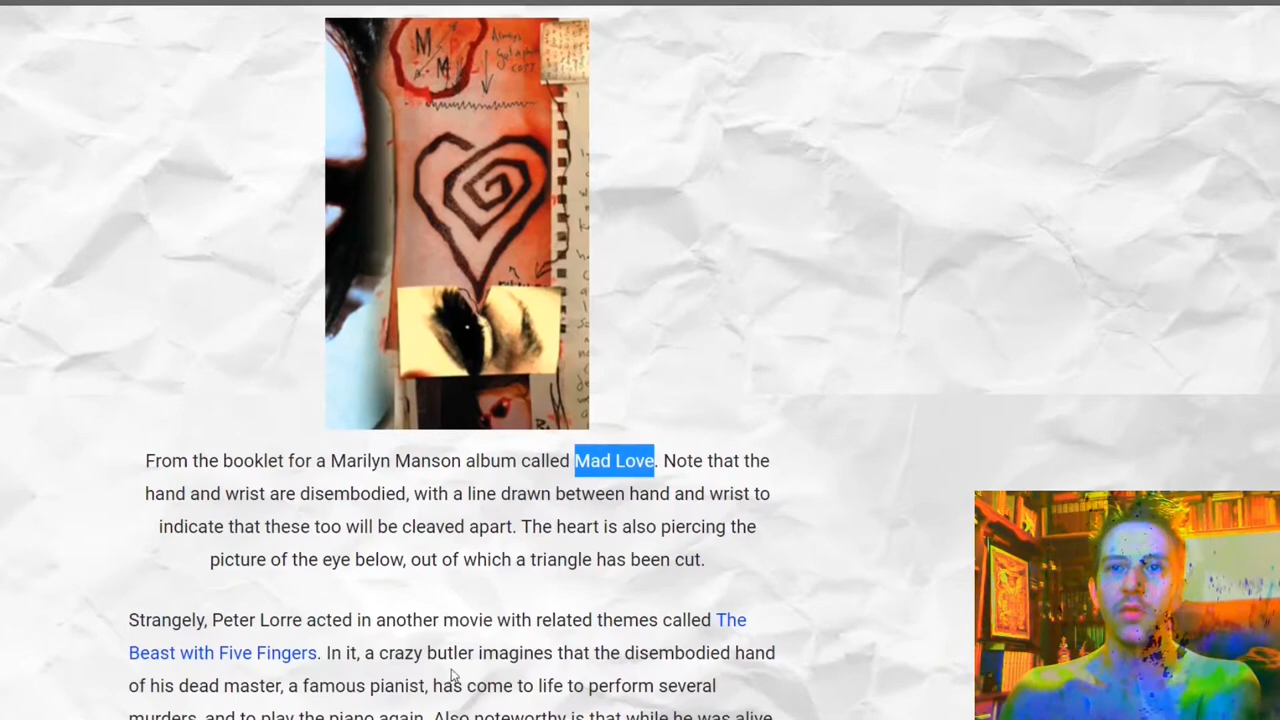 M
M
Always
Got a
copy
From the booklet for a Marilyn Manson album called Mad Love. Note that the
hand and wrist are disembodied, with a line drawn between hand and wrist to
indicate that these too will be cleaved apart. The heart is also piercing the
picture of the eye below, out of which a triangle has been cut.
Strangely, Peter Lorre acted in another movie with related themes called The
Beast with Five Fingers. In it, a crazy butler imagines that the disembodied hand
of his dead master, a famous pianist, has come to life to perform several
murders, and to play the piano again. Also noteworthy is that while he was alive